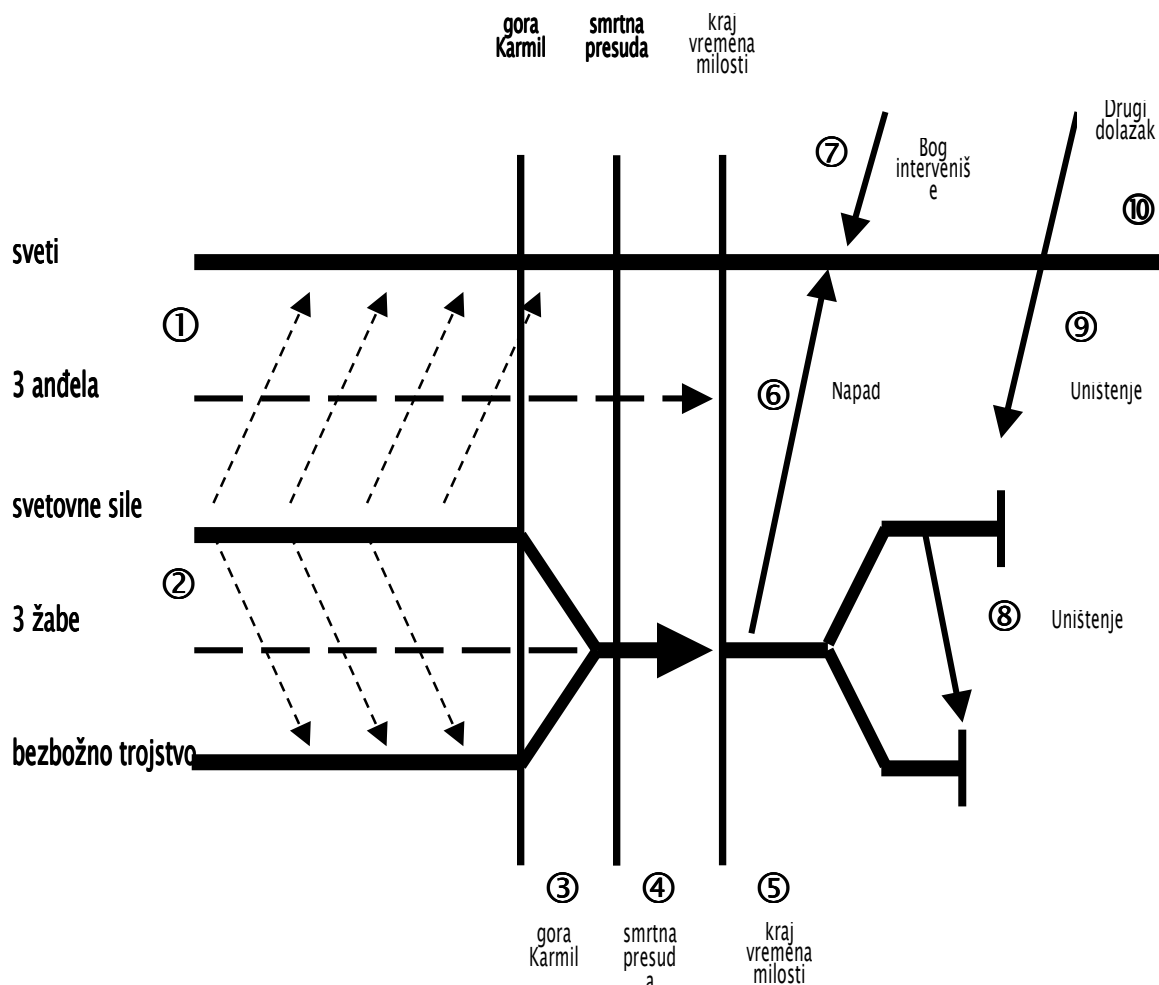 gora
Karmil
smrtna
presuda
kraj
vremena
milosti
Drugi
dolazak
⑦
Bog
interveniš
e
⑩
sveti
①
⑨
3 anđela
⑥
Napad
Uništenje
svetovne sile
②
3 žabe
⑧
Uništenje
bezbožno trojstvo
③
④
⑤
gora
Karmil
smrtna
presud
a
kraj
vremena
milosti